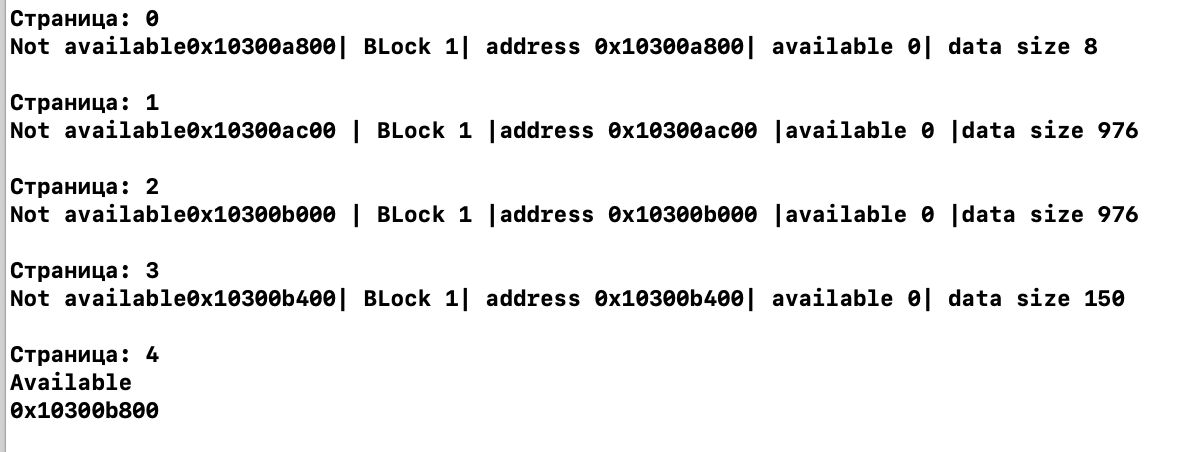 Страница: 0
Not available0x10300a800| BLock 1| address 0x10300a800| available 0| data size 8
Страница: 1
Not available0x10300ac00 | BLock 1 |address 0x10300ac00 |available 0 |data size 976
Страница: 2
Not available0x10300b000 | BLock 1 |address 0x10300b000 |available 0 |data size 976
Страница: 3
Not available0x10300b400| BLock 1| address 0x10300b400| available 0| data size 150
Страница: 4
Available
0x10300b800